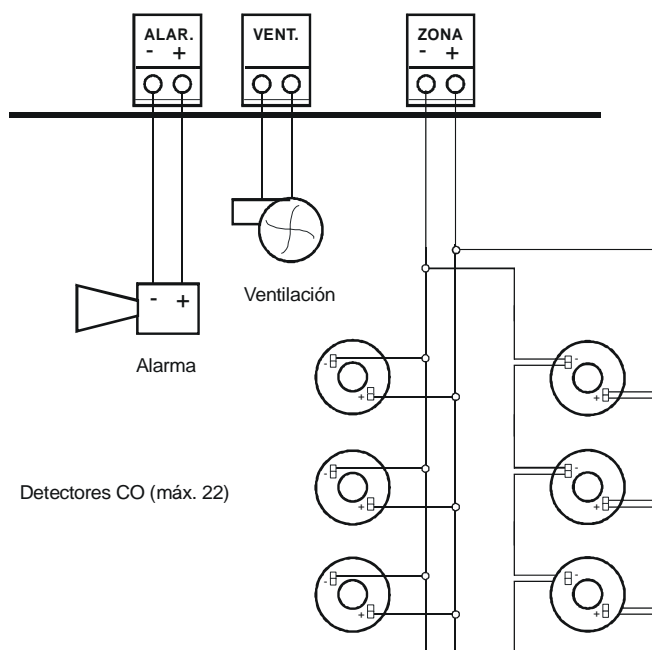 ALAR.
- +
VENT.
ZONA
- +
- +
Alarma
Ventilación
Detectores CO (máx. 22)
-
+
-
+
-
+
-
+
-
+
-
+